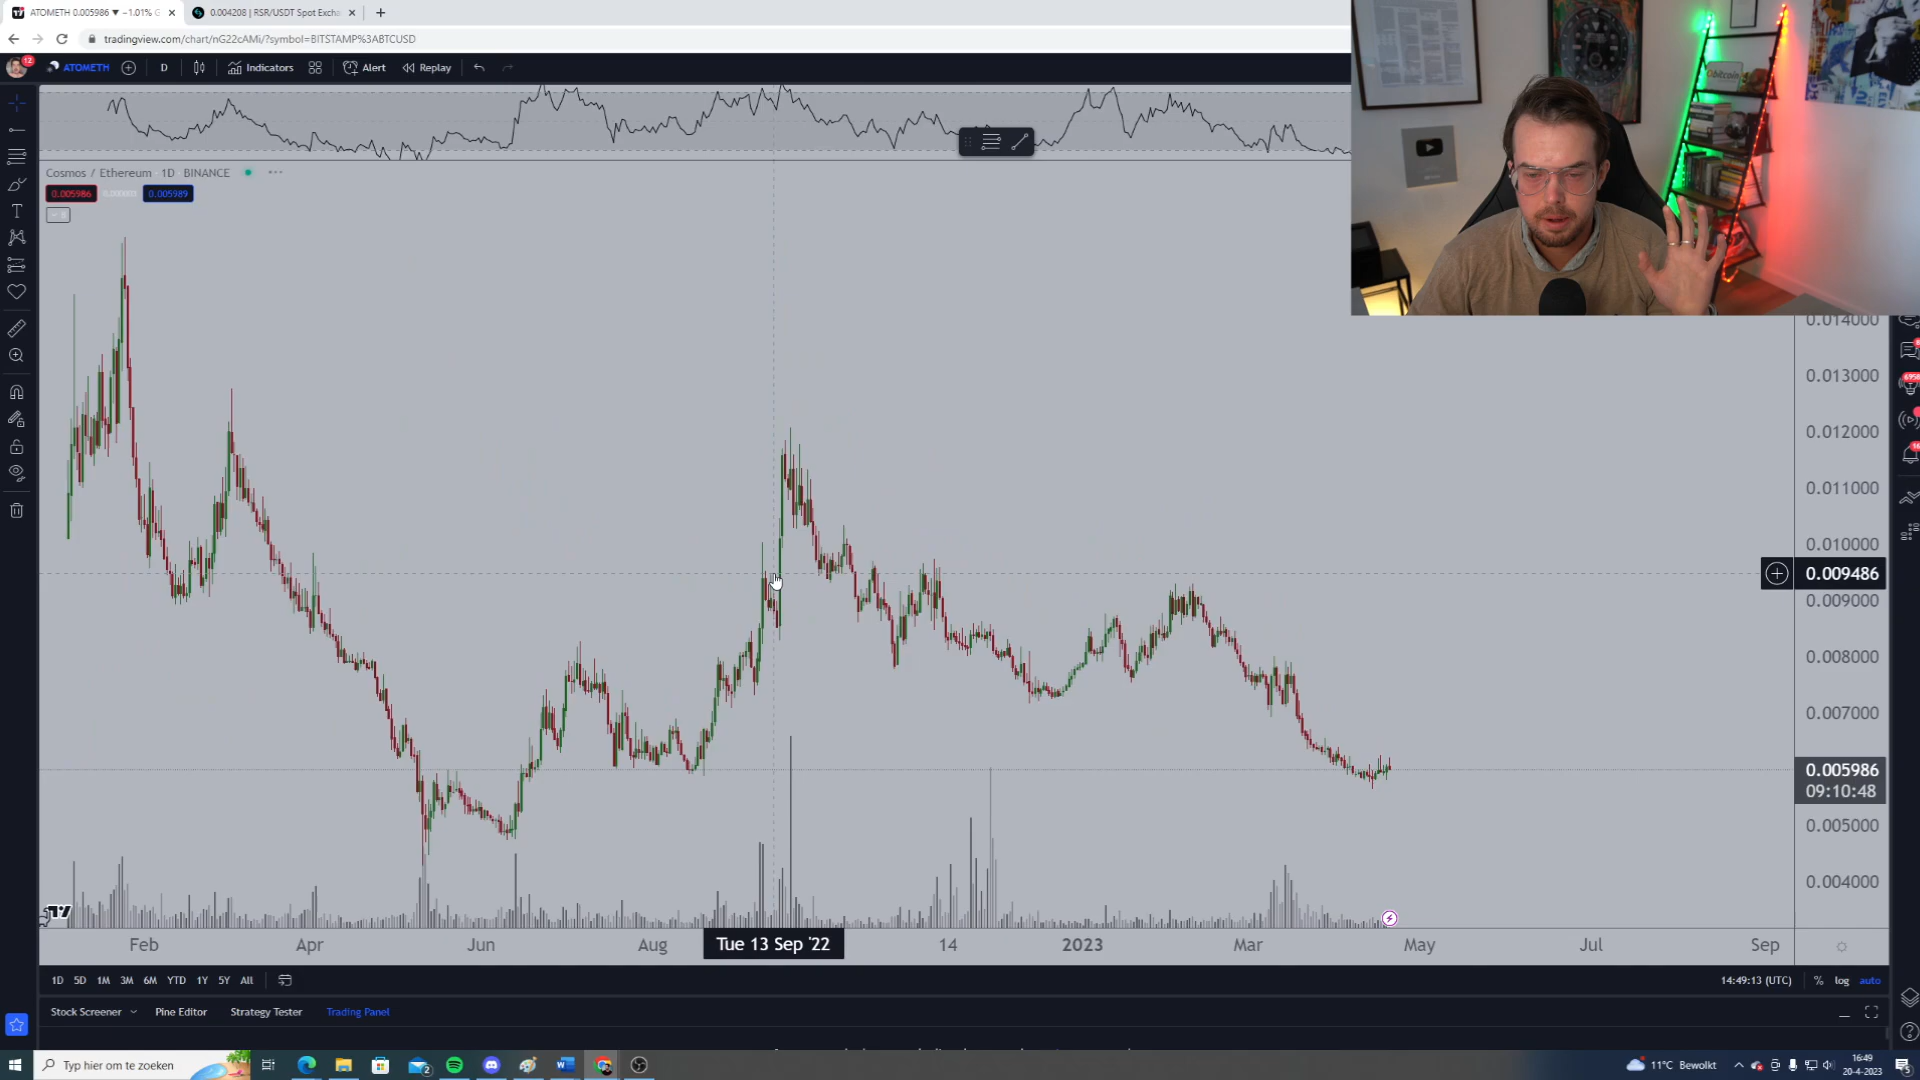 ATOMETH 0.005986 ▼ −1.01% G
0.004208 | RSR/USDT Spot Excha
tradingview.com/chart/nG22cAMi/?symbol=BITSTAMP%3ABTCUSD
12
ATOMETH
D
Indicators
Alert
Replay
Cosmos / Ethereum · 1D · BINANCE
0.005986
0.000003
0.005989
bitcoin
0.014000
0.013000
0.012000
0.011000
0.010000
0.009486
0.009000
0.008000
0.007000
0.005986
09:10:48
0.005000
0.004000
Feb
Apr
Jun
Aug
Tue 13 Sep '22
14
2023
Mar
May
Jul
Sep
1D
5D
1M
3M
6M
YTD
1Y
5Y
All
14:49:13 (UTC)
%
log
auto
Stock Screener
Pine Editor
Strategy Tester
Trading Panel
Typ hier om te zoeken
2
11°C Bewolkt
16:49
20-4-2023